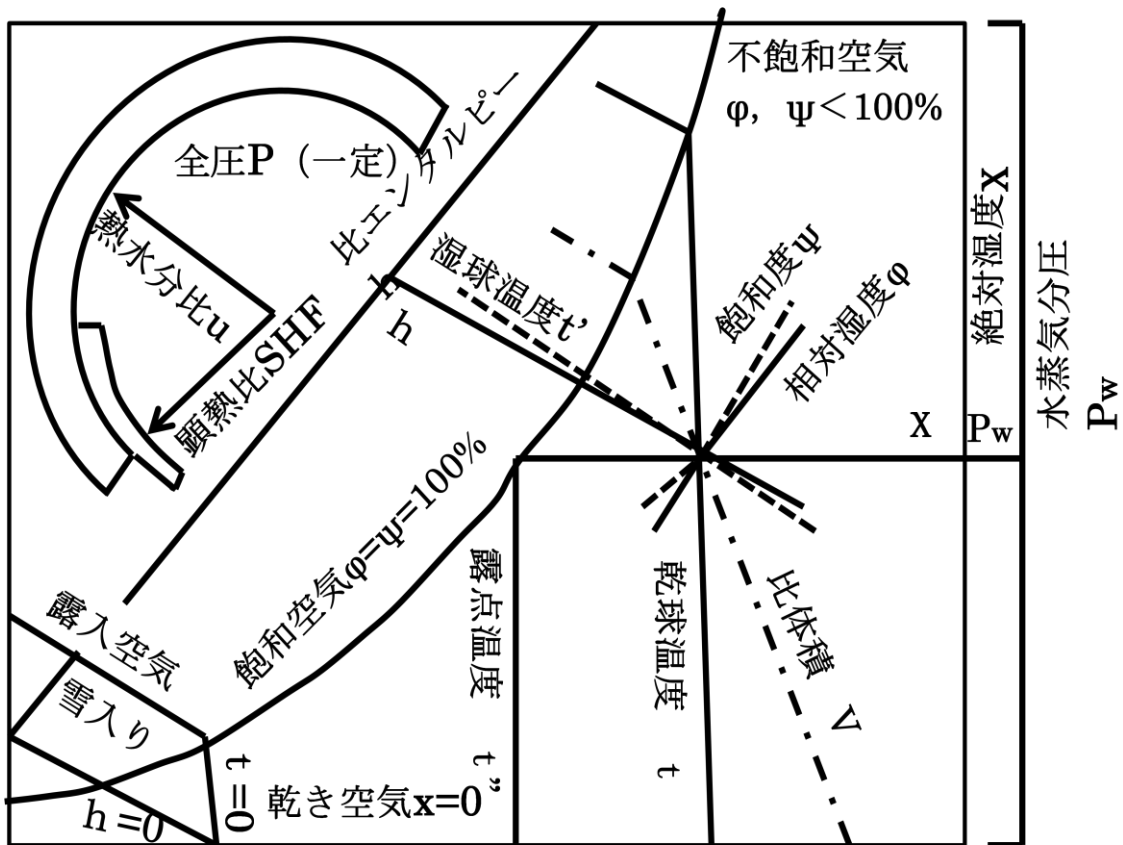 不飽和空気
φ, ψ<100%
比エンタルピー
全圧P（一定）
熱水分比u
顕熱比SHF
h
h
湿球温度t’
飽和度ψ
相対湿度φ
絶対湿度X
水蒸気分圧
Pw
X
Pw
飽和空気φ=ψ=100%
露点温度 t”
乾球温度 t
比体積 V
露入空気
雪入り
t=0
h=0
乾き空気x=0